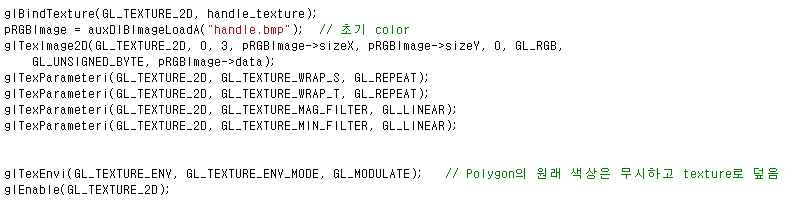 glBindTexture(GL_TEXTURE_2D, handle_texture);
pRGBImage = auxDIBImageLoadA("handle.bmp");  // 초기 color
glTexImage2D(GL_TEXTURE_2D, 0, 3, pRGBImage->sizeX, pRGBImage->sizeY, 0, GL_RGB,
    GL_UNSIGNED_BYTE, pRGBImage->data);
glTexParameteri(GL_TEXTURE_2D, GL_TEXTURE_WRAP_S, GL_REPEAT);
glTexParameteri(GL_TEXTURE_2D, GL_TEXTURE_WRAP_T, GL_REPEAT);
glTexParameteri(GL_TEXTURE_2D, GL_TEXTURE_MAG_FILTER, GL_LINEAR);
glTexParameteri(GL_TEXTURE_2D, GL_TEXTURE_MIN_FILTER, GL_LINEAR);
glTexEnvi(GL_TEXTURE_ENV, GL_TEXTURE_ENV_MODE, GL_MODULATE);   // Polygon의 원래 색상은 무시하고 texture로 덮음
glEnable(GL_TEXTURE_2D);